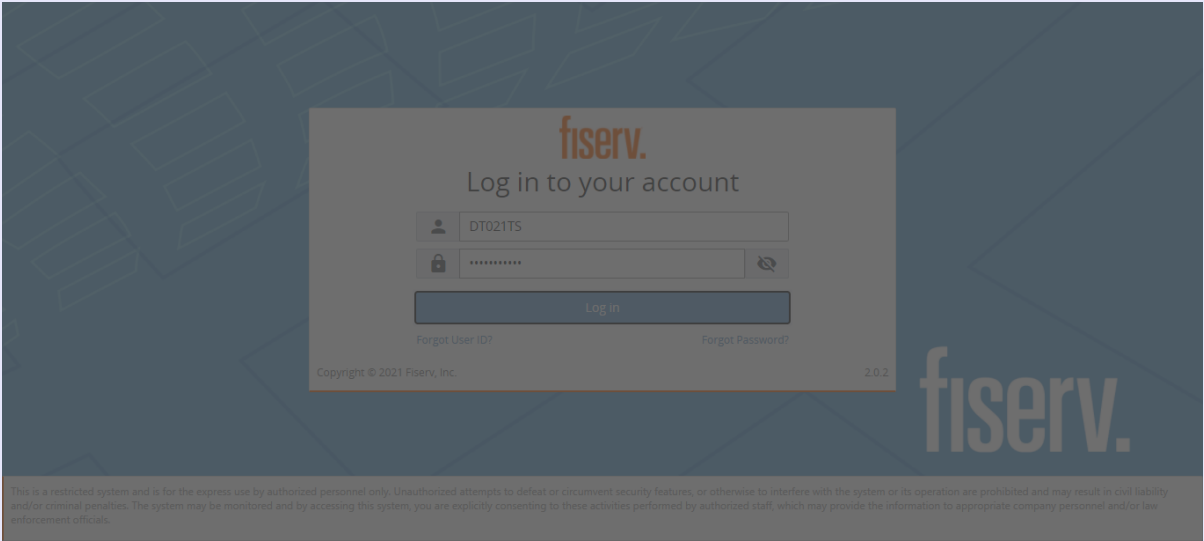 fiserv.
Log in to your account
DT021TS
•••••••••••
Log in
Forgot User ID? Forgot Password?
Copyright © 2021 Fiserv, Inc. 2.0.2
fiserv.
This is a restricted system and is for the express use by authorized personnel only. Unauthorized attempts to defeat or circumvent security features, or otherwise to interfere with the system or its operation are prohibited and may result in civil liability
and/or criminal penalties. The system may be monitored and by accessing this system, you are explicitly consenting to these activities performed by authorized staff, which may provide the information to appropriate company personnel and/or law
enforcement officials.